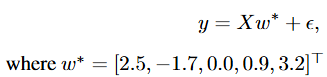 y = Xw* + ϵ,
where w* = [2.5, −1.7, 0.0, 0.9, 3.2]⊤